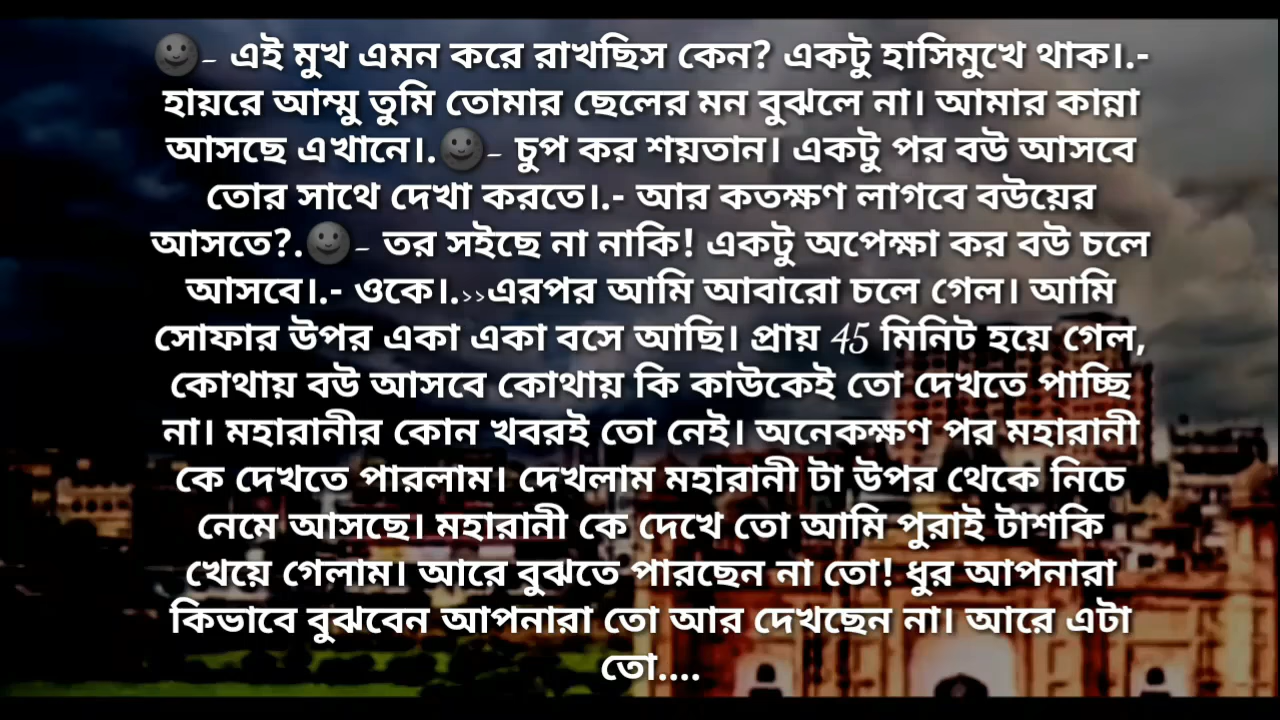 🌚- এই মুখ এমন করে রাখছিস কেন? একটু হাসিমুখে থাক।.-
হায়রে আম্মু তুমি তোমার ছেলের মন বুঝলে না। আমার কান্না
আসছে এখানে।.🌚- চুপ কর শয়তান। একটু পর বউ আসবে
তোর সাথে দেখা করতে।.- আর কতক্ষণ লাগবে বউয়ের
আসতে?.🌚- তর সইছে না নাকি! একটু অপেক্ষা কর বউ চলে
আসবে।.- ওকে।.>>এরপর আমি আবারো চলে গেল। আমি
সোফার উপর একা একা বসে আছি। প্রায় 45 মিনিট হয়ে গেল,
কোথায় বউ আসবে কোথায় কি কাউকেই তো দেখতে পাচ্ছি
না। মহারানীর কোন খবরই তো নেই। অনেকক্ষণ পর মহারানী
কে দেখতে পারলাম। দেখলাম মহারানী টা উপর থেকে নিচে
নেমে আসছে। মহারানী কে দেখে তো আমি পুরাই টাশকি
খেয়ে গেলাম। আরে বুঝতে পারছেন না তো! ধুর আপনারা
কিভাবে বুঝবেন আপনারা তো আর দেখছেন না। আরে এটা
তো....